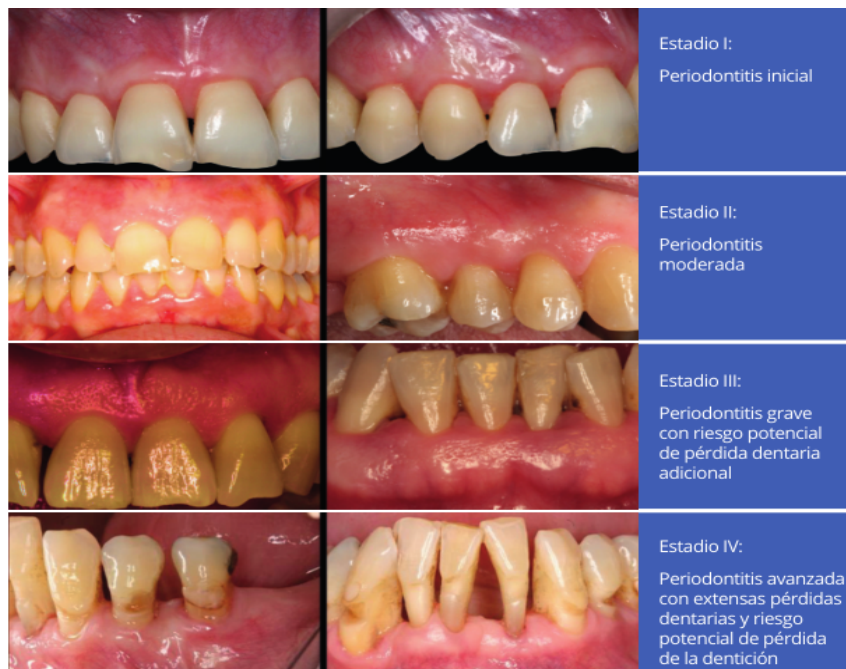 Estadio I:
Periodontitis inicial
Estadio II:
Periodontitis
moderada
Estadio III:
Periodontitis grave
con riesgo potencial
de pérdida dentaria
adicional
Estadio IV:
Periodontitis avanzada
con extensas pérdidas
dentarias y riesgo
potencial de pérdida
de la dentición